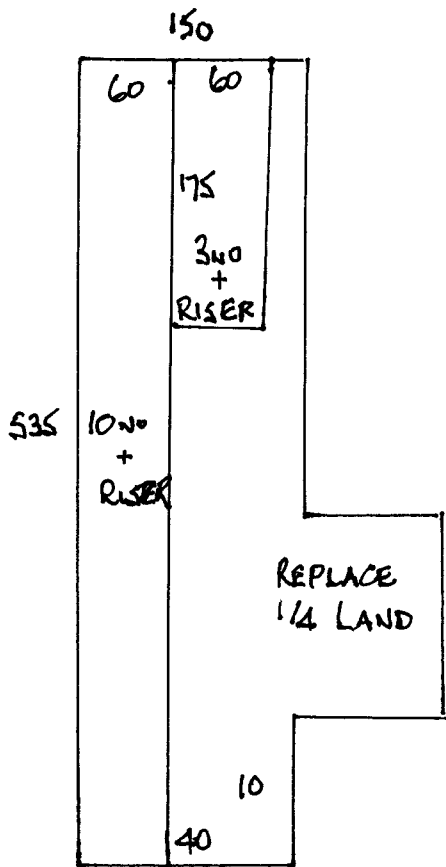 150
60
60
175
3No
+
RISER
535
10No
+
RISER
REPLACE
1/4 LAND
10
40